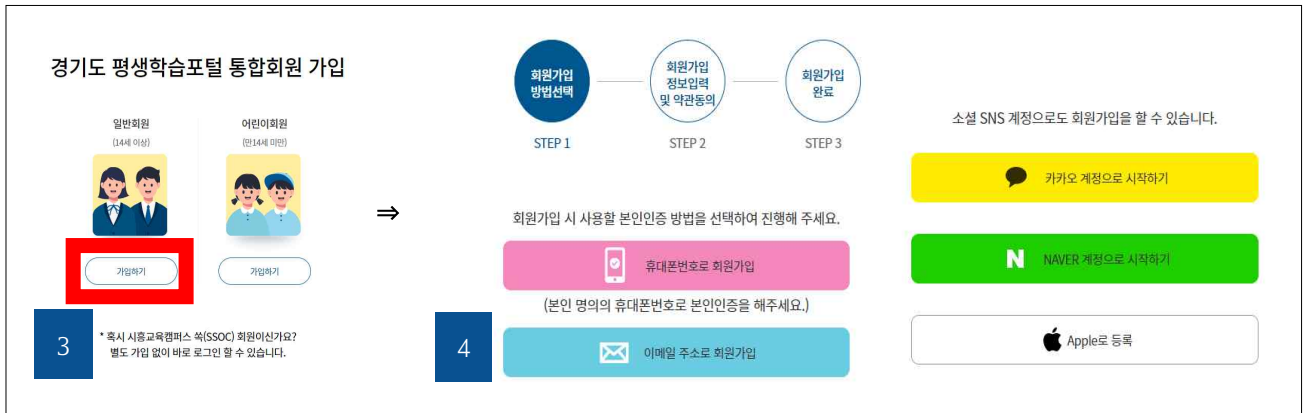 경기도 평생학습포털 통합회원 가입
일반회원
(14세 이상)
어린이회원
(만14세 미만)
가입하기
가입하기
3
* 혹시 시흥교육캠퍼스 쏙(SSOC) 회원이신가요?
별도 가입 없이 바로 로그인 할 수 있습니다.
⇒
회원가입
방법선택
회원가입
정보입력
및 약관동의
회원가입
완료
STEP 1
STEP 2
STEP 3
회원가입 시 사용할 본인인증 방법을 선택하여 진행해 주세요.
휴대폰번호로 회원가입
(본인 명의의 휴대폰번호로 본인인증을 해주세요.)
4
이메일 주소로 회원가입
소셜 SNS 계정으로도 회원가입을 할 수 있습니다.
카카오 계정으로 시작하기
N NAVER 계정으로 시작하기
Apple로 등록